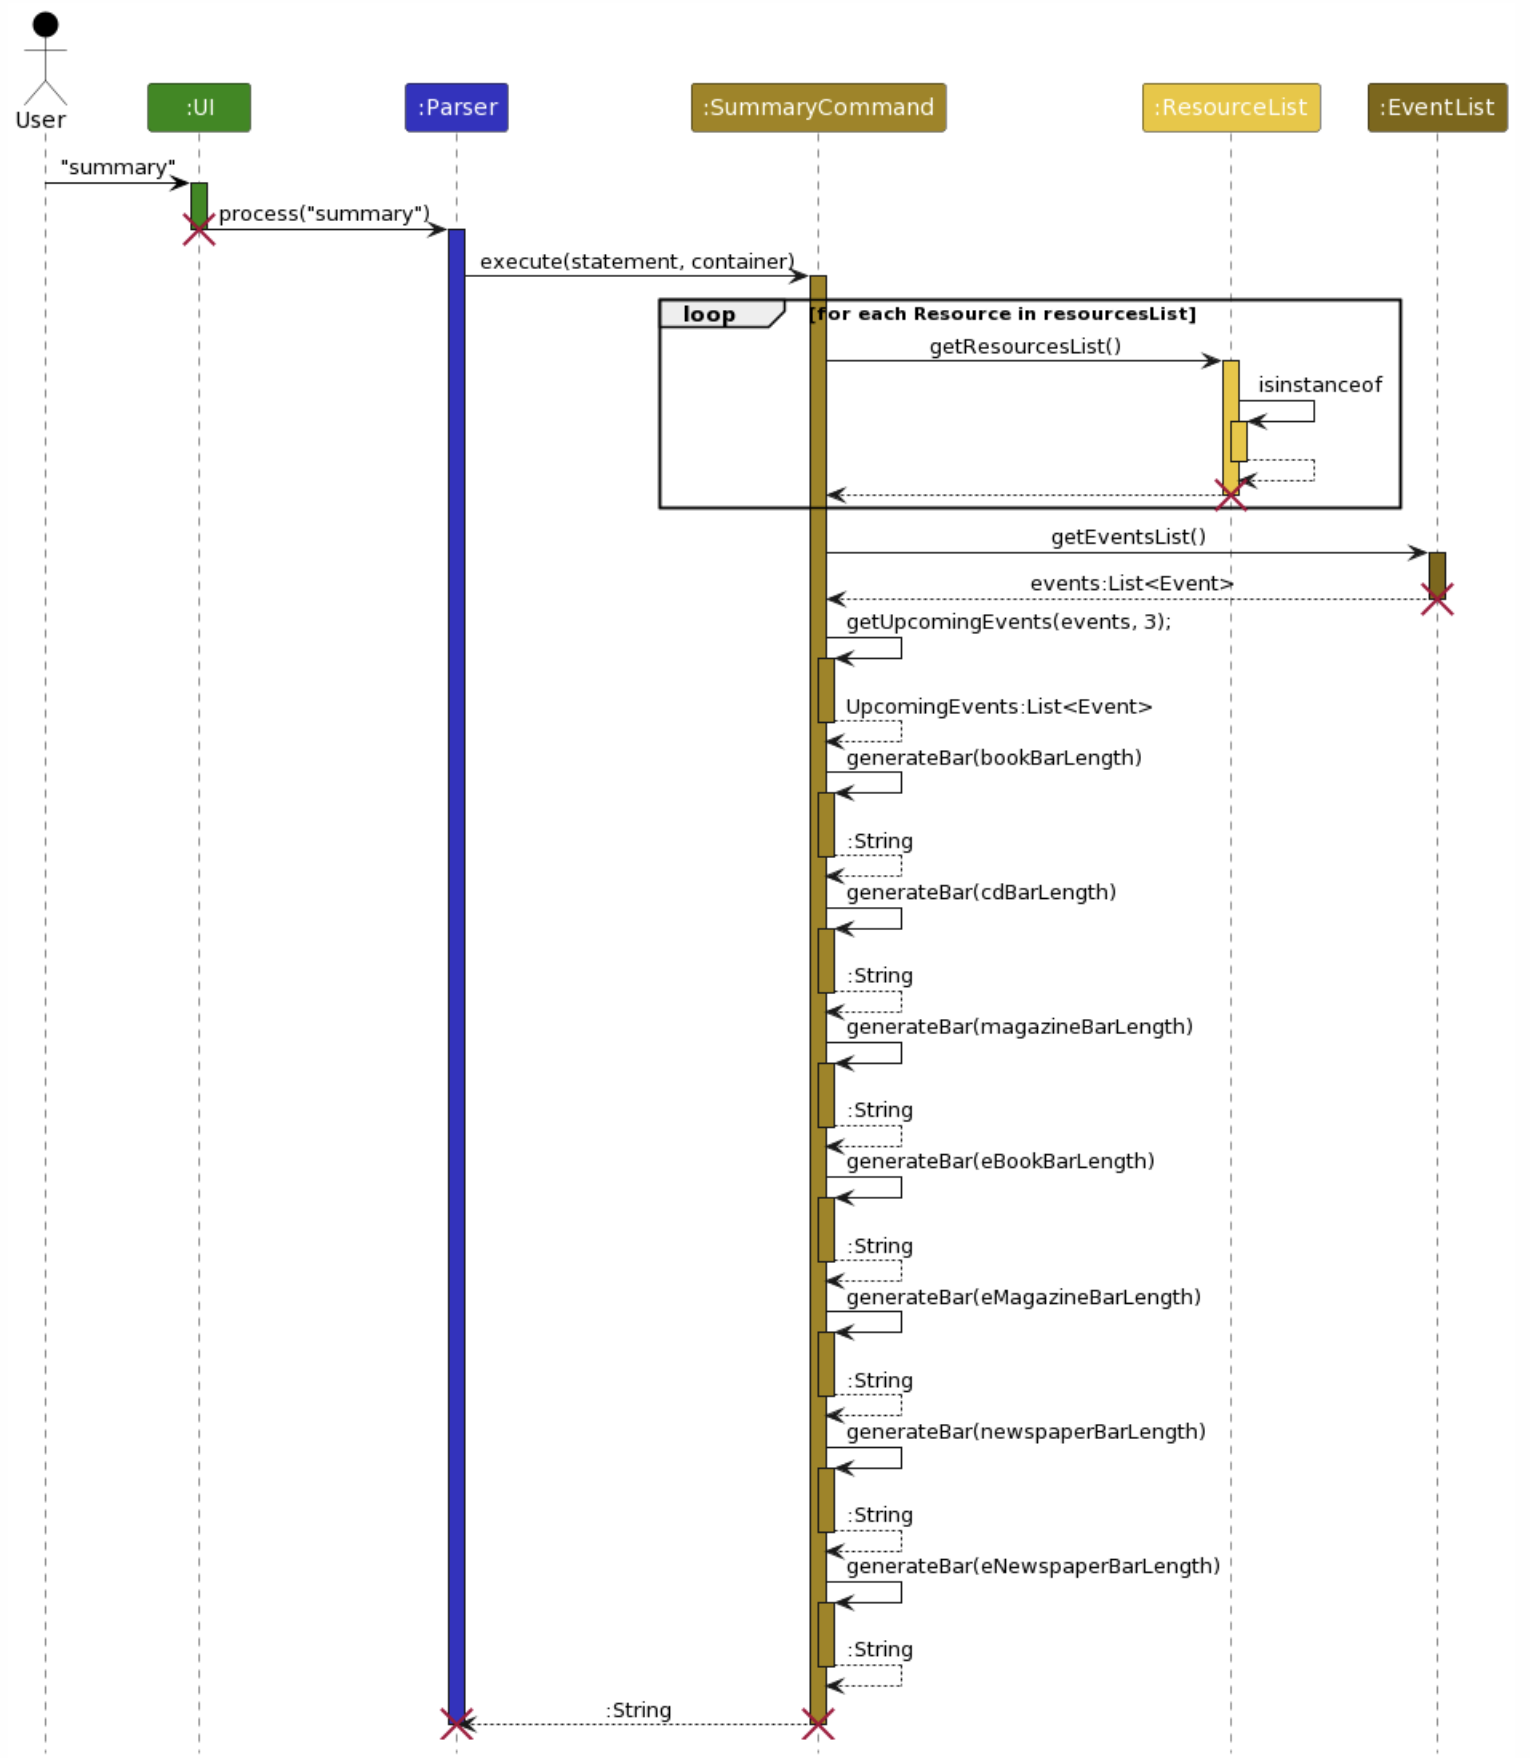 User
:UI
:Parser
:SummaryCommand
:ResourceList
:EventList
"summary"
process("summary")
execute(statement, container)
loop
[for each Resource in resourcesList]
getResourcesList()
isinstanceof
getEventsList()
events:List<Event>
getUpcomingEvents(events, 3);
UpcomingEvents:List<Event>
generateBar(bookBarLength)
:String
generateBar(cdBarLength)
:String
generateBar(magazineBarLength)
:String
generateBar(eBookBarLength)
:String
generateBar(eMagazineBarLength)
:String
generateBar(newspaperBarLength)
:String
generateBar(eNewspaperBarLength)
:String
:String